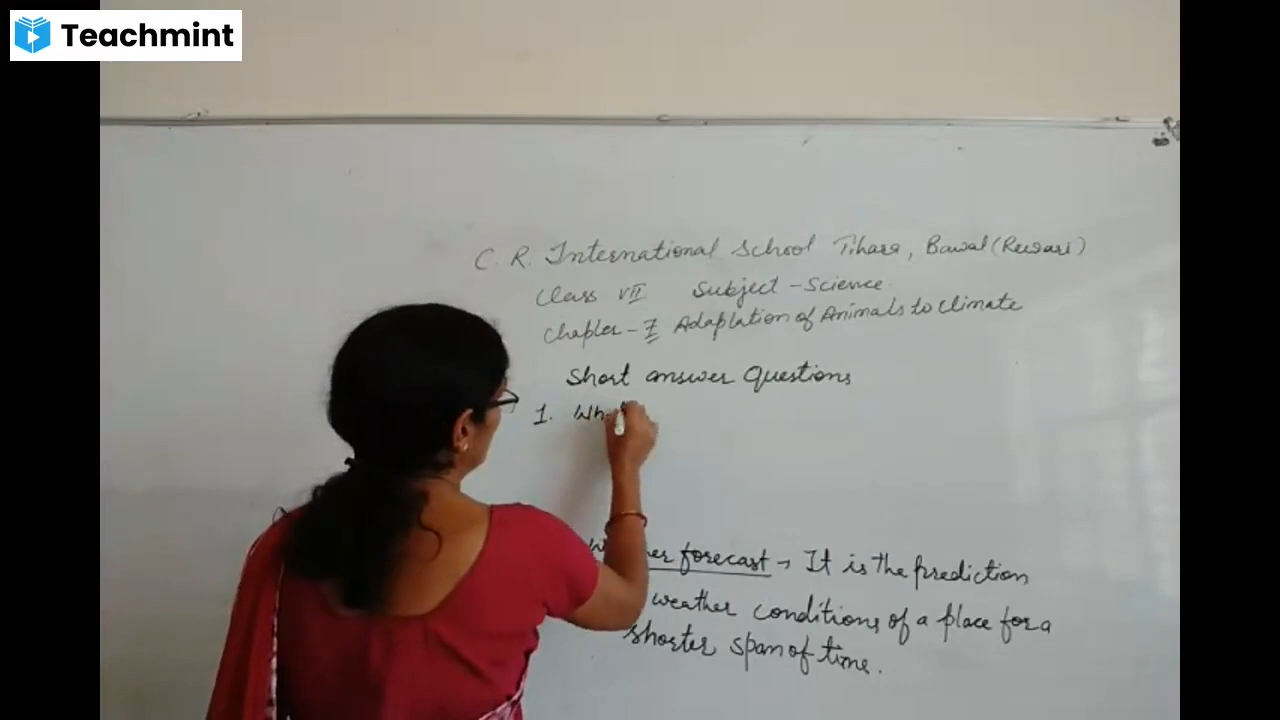 Teachmint
C. R. International School Tihara, Bawal (Rewari)
Class VII Subject - Science
Chapter - 7 Adaptation of Animals to Climate
Short answer Questions
1. What
forecast → It is the prediction
weather conditions of a place for a
shorter span of time.